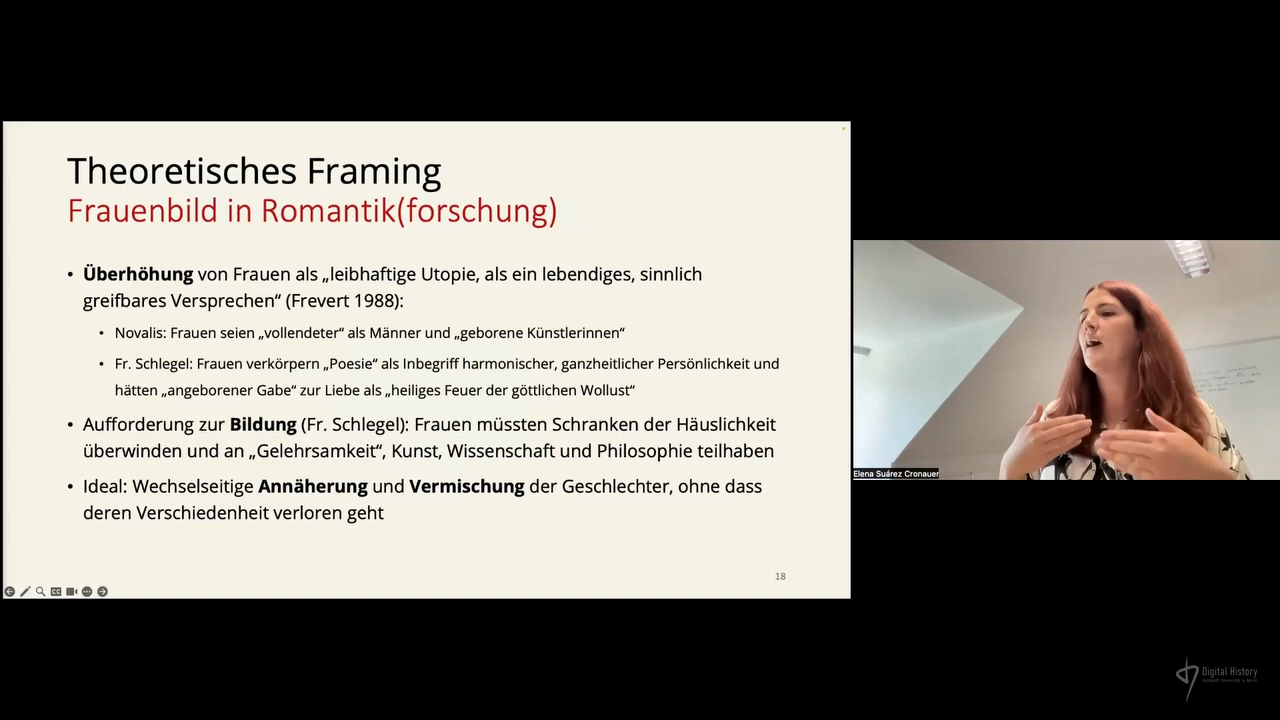 Theoretisches Framing
Frauenbild in Romantik(forschung)
• Überhöhung von Frauen als „leibhaftige Utopie, als ein lebendiges, sinnlich
greifbares Versprechen“ (Frevert 1988):
• Novalis: Frauen seien „vollendeter“ als Männer und „geborene Künstlerinnen“
• Fr. Schlegel: Frauen verkörpern „Poesie“ als Inbegriff harmonischer, ganzheitlicher Persönlichkeit und
hätten „angeborener Gabe“ zur Liebe als „heiliges Feuer der göttlichen Wollust“
• Aufforderung zur Bildung (Fr. Schlegel): Frauen müssten Schranken der Häuslichkeit
überwinden und an „Gelehrsamkeit“, Kunst, Wissenschaft und Philosophie teilhaben
• Ideal: Wechselseitige Annäherung und Vermischung der Geschlechter, ohne dass
deren Verschiedenheit verloren geht
18
Elena Suárez Cronauer
Digital History
Humboldt-Universität zu Berlin